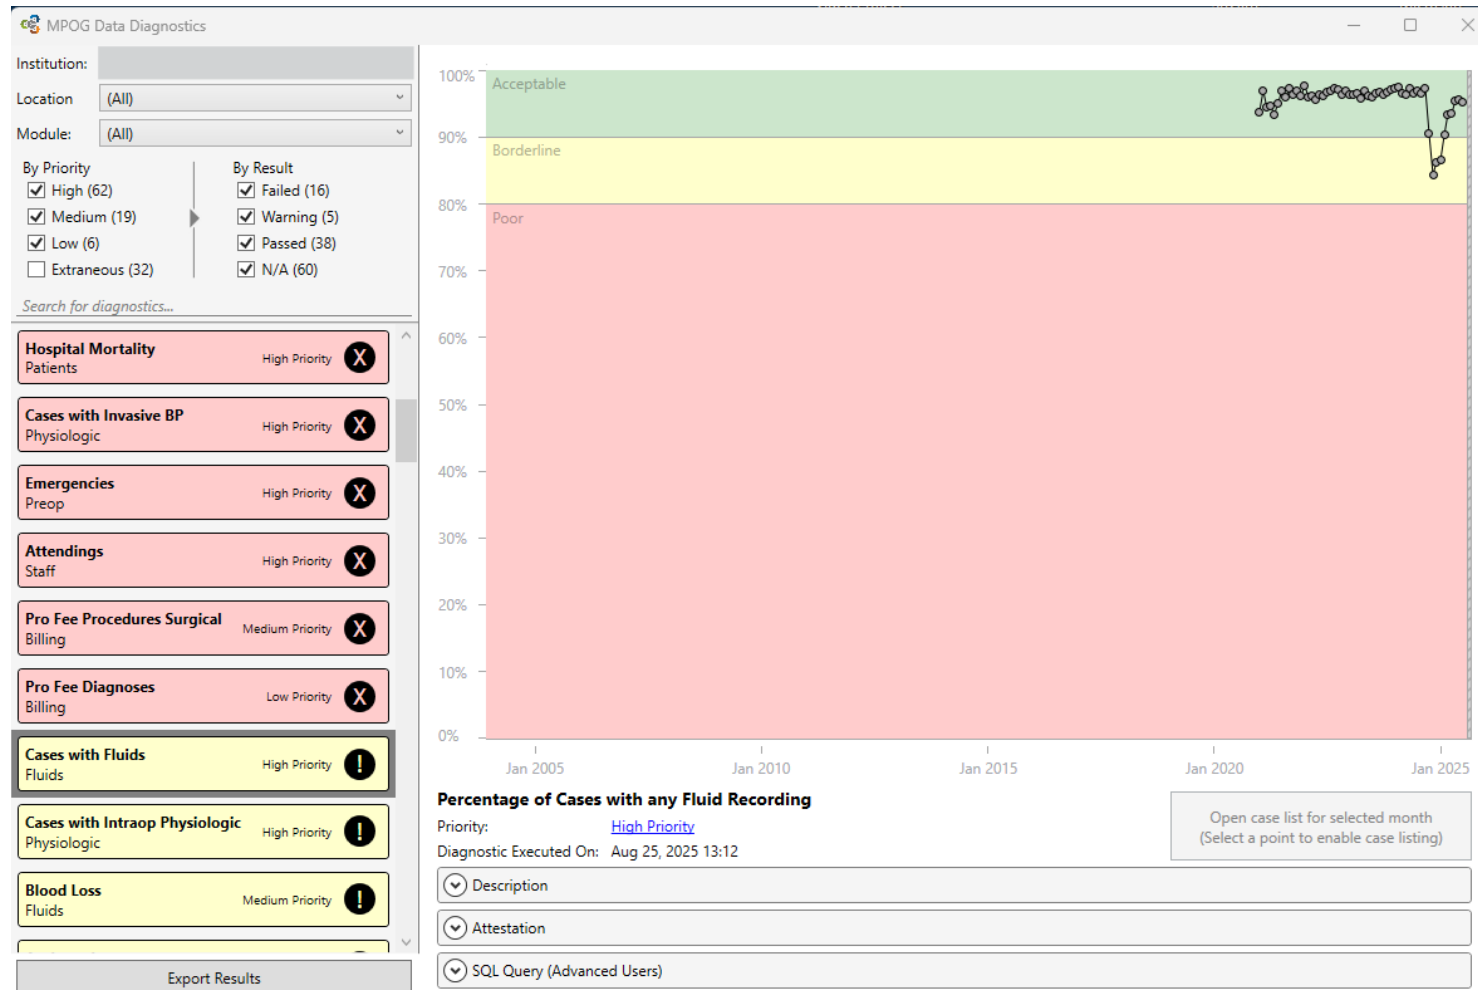 MPOG Data Diagnostics
Institution:
Location (All)
Module: (All)
By Priority
High (62)
Medium (19)
Low (6)
Extraneous (32)
By Result
Failed (16)
Warning (5)
Passed (38)
N/A (60)
Search for diagnostics...
Hospital Mortality
Patients
High Priority
X
Cases with Invasive BP
Physiologic
High Priority
X
Emergencies
Preop
High Priority
X
Attendings
Staff
High Priority
X
Pro Fee Procedures Surgical
Billing
Medium Priority
X
Pro Fee Diagnoses
Billing
Low Priority
X
Cases with Fluids
Fluids
High Priority
!
Cases with Intraop Physiologic
Physiologic
High Priority
!
Blood Loss
Fluids
Medium Priority
!
Export Results
100%
90%
80%
70%
60%
50%
40%
30%
20%
10%
0%
Acceptable
Borderline
Poor
Jan 2005
Jan 2010
Jan 2015
Jan 2020
Jan 2025
Percentage of Cases with any Fluid Recording
Priority: High Priority
Diagnostic Executed On: Aug 25, 2025 13:12
Open case list for selected month
(Select a point to enable case listing)
Description
Attestation
SQL Query (Advanced Users)